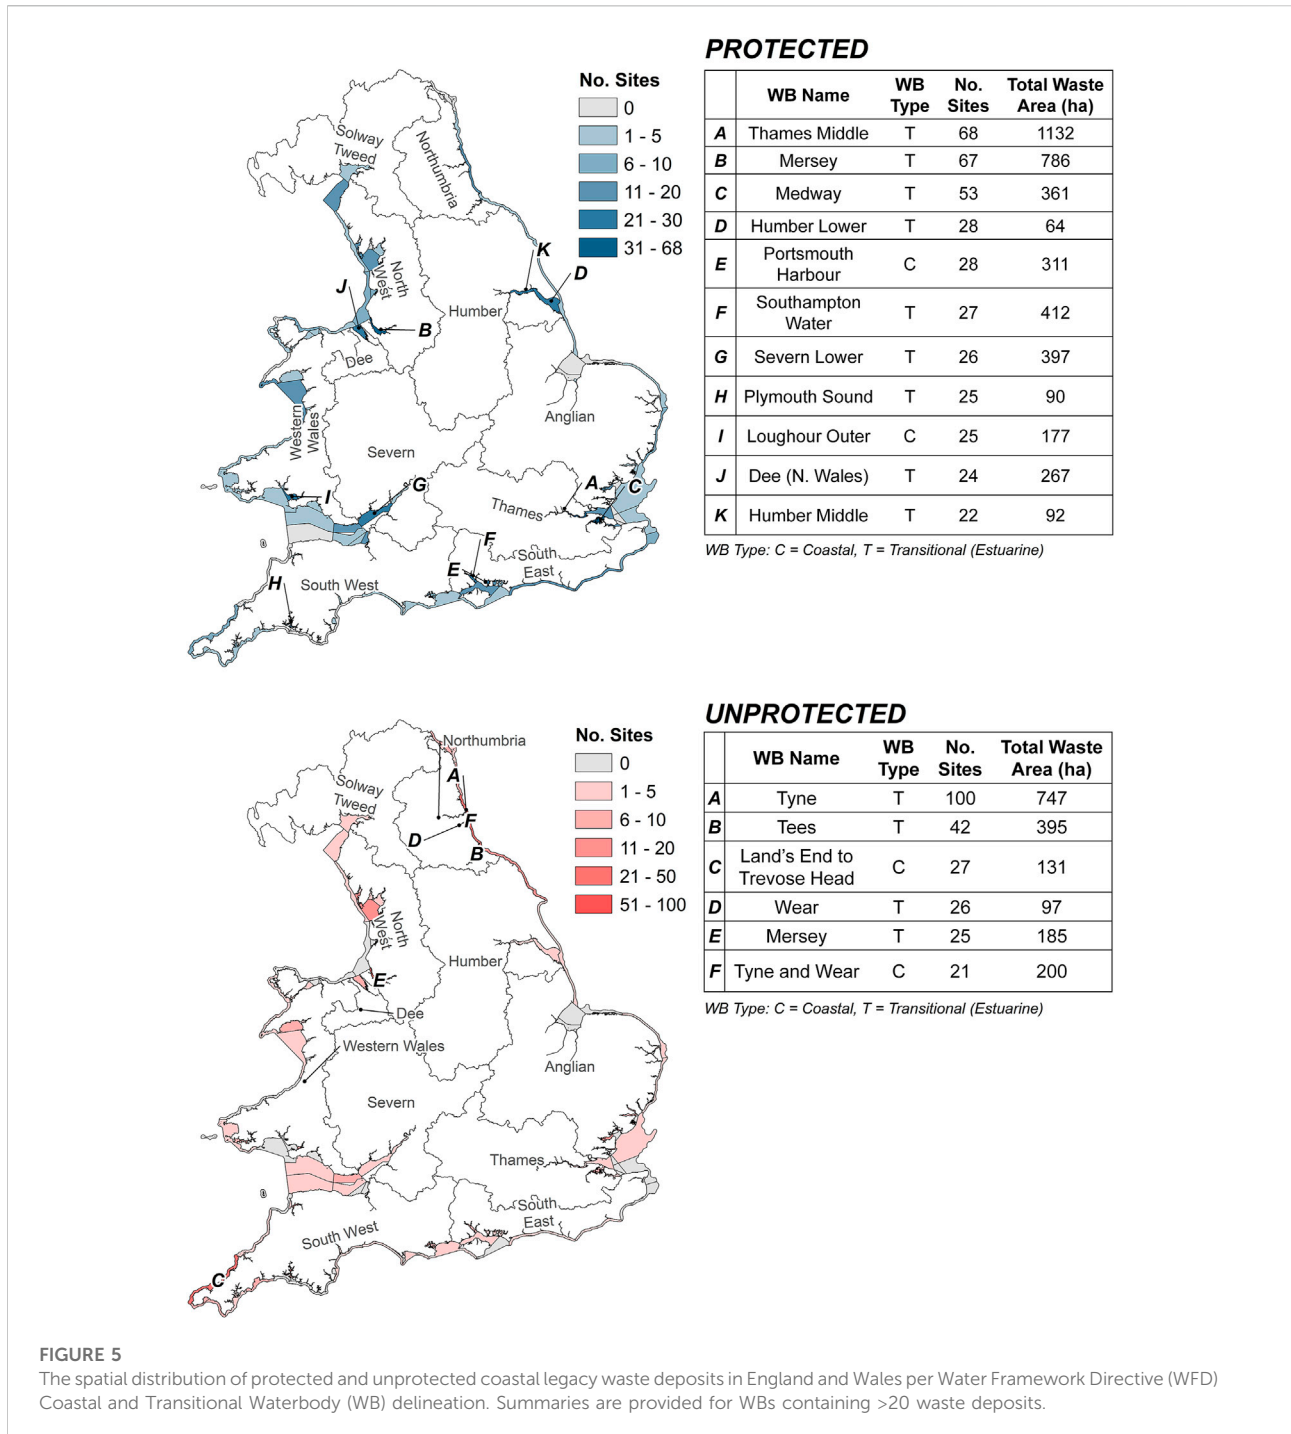 PROTECTED
No. Sites
0
1 - 5
6 - 10
11 - 20
21 - 30
31 - 68
Solway
Tweed
Northumbria
North
West
Humber
Dee
Western
Wales
Severn
Anglian
Thames
South
East
South West
A
B
C
D
E
F
G
H
I
J
K
WB Name WB Type No. Sites Total Waste Area (ha)
A Thames Middle T 68 1132
B Mersey T 67 786
C Medway T 53 361
D Humber Lower T 28 64
E Portsmouth Harbour C 28 311
F Southampton Water T 27 412
G Severn Lower T 26 397
H Plymouth Sound T 25 90
I Loughour Outer C 25 177
J Dee (N. Wales) T 24 267
K Humber Middle T 22 92
WB Type: C = Coastal, T = Transitional (Estuarine)
UNPROTECTED
No. Sites
0
1 - 5
6 - 10
11 - 20
21 - 50
51 - 100
Northumbria
Solway
Tweed
North
West
Humber
Dee
Western Wales
Anglian
Severn
Thames
South
East
South West
A
B
C
D
E
F
WB Name WB Type No. Sites Total Waste Area (ha)
A Tyne T 100 747
B Tees T 42 395
C Land's End to Trevose Head C 27 131
D Wear T 26 97
E Mersey T 25 185
F Tyne and Wear C 21 200
WB Type: C = Coastal, T = Transitional (Estuarine)
FIGURE 5
The spatial distribution of protected and unprotected coastal legacy waste deposits in England and Wales per Water Framework Directive (WFD)
Coastal and Transitional Waterbody (WB) delineation. Summaries are provided for WBs containing >20 waste deposits.